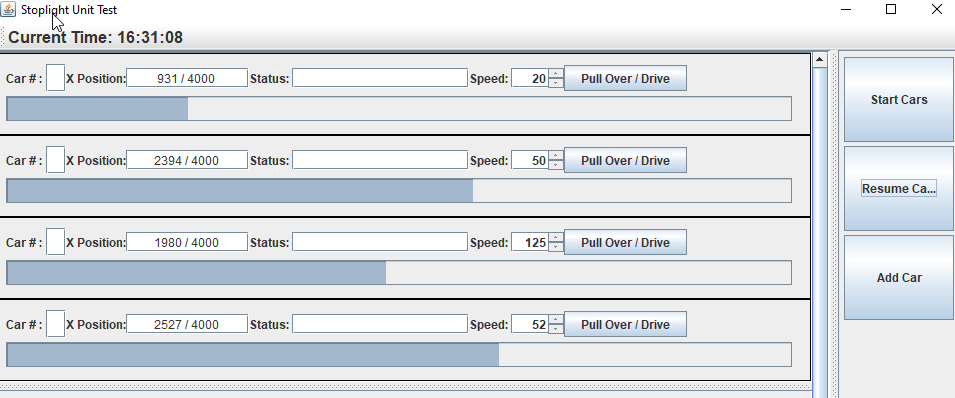 Stoplight Unit Test
Current Time: 16:31:08
Car # : X Position: 931 / 4000 Status: Speed: 20 Pull Over / Drive
Car # : X Position: 2394 / 4000 Status: Speed: 50 Pull Over / Drive
Car # : X Position: 1980 / 4000 Status: Speed: 125 Pull Over / Drive
Car # : X Position: 2527 / 4000 Status: Speed: 52 Pull Over / Drive
Start Cars
Resume Ca...
Add Car